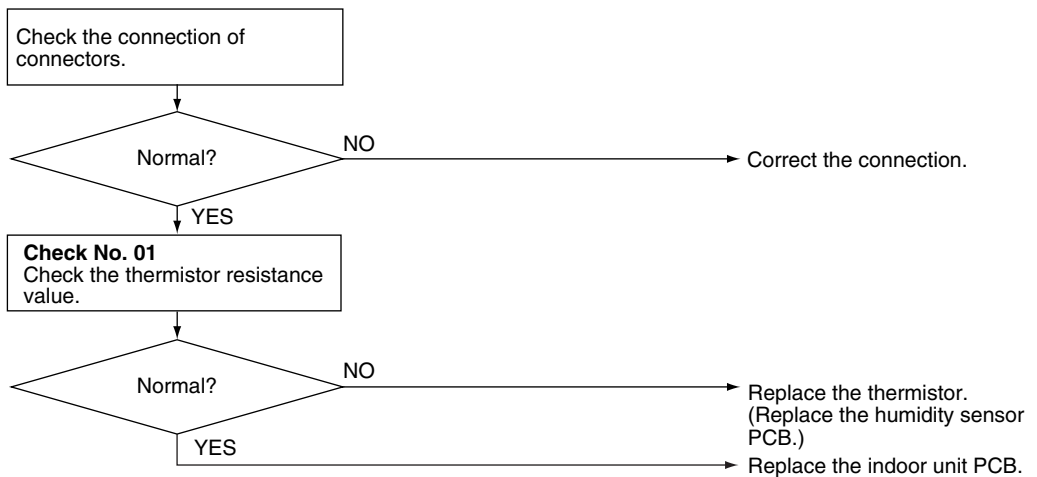 Check the connection of
connectors.
Normal?
NO
Correct the connection.
YES
Check No. 01
Check the thermistor resistance
value.
Normal?
NO
Replace the thermistor.
(Replace the humidity sensor
PCB.)
YES
Replace the indoor unit PCB.